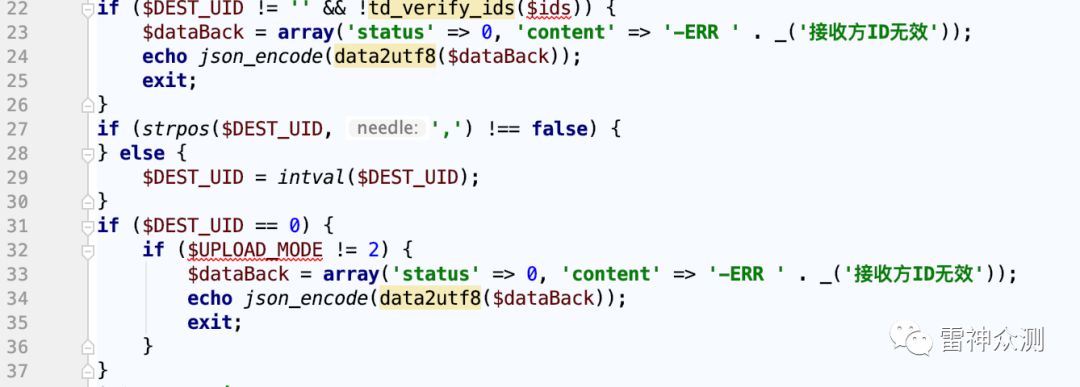 22 if ($DEST_UID != '' && !td_verify_ids($ids)) {
23     $dataBack = array('status' => 0, 'content' => '-ERR ' . _('接收方ID无效'));
24     echo json_encode(data2utf8($dataBack));
25     exit;
26 }
27 if (strpos($DEST_UID, needle: ',') !== false) {
28 } else {
29     $DEST_UID = intval($DEST_UID);
30 }
31 if ($DEST_UID == 0) {
32     if ($UPLOAD_MODE != 2) {
33         $dataBack = array('status' => 0, 'content' => '-ERR ' . _('接收方ID无效'));
34         echo json_encode(data2utf8($dataBack));
35         exit;
36     }
37 }
雷神众测